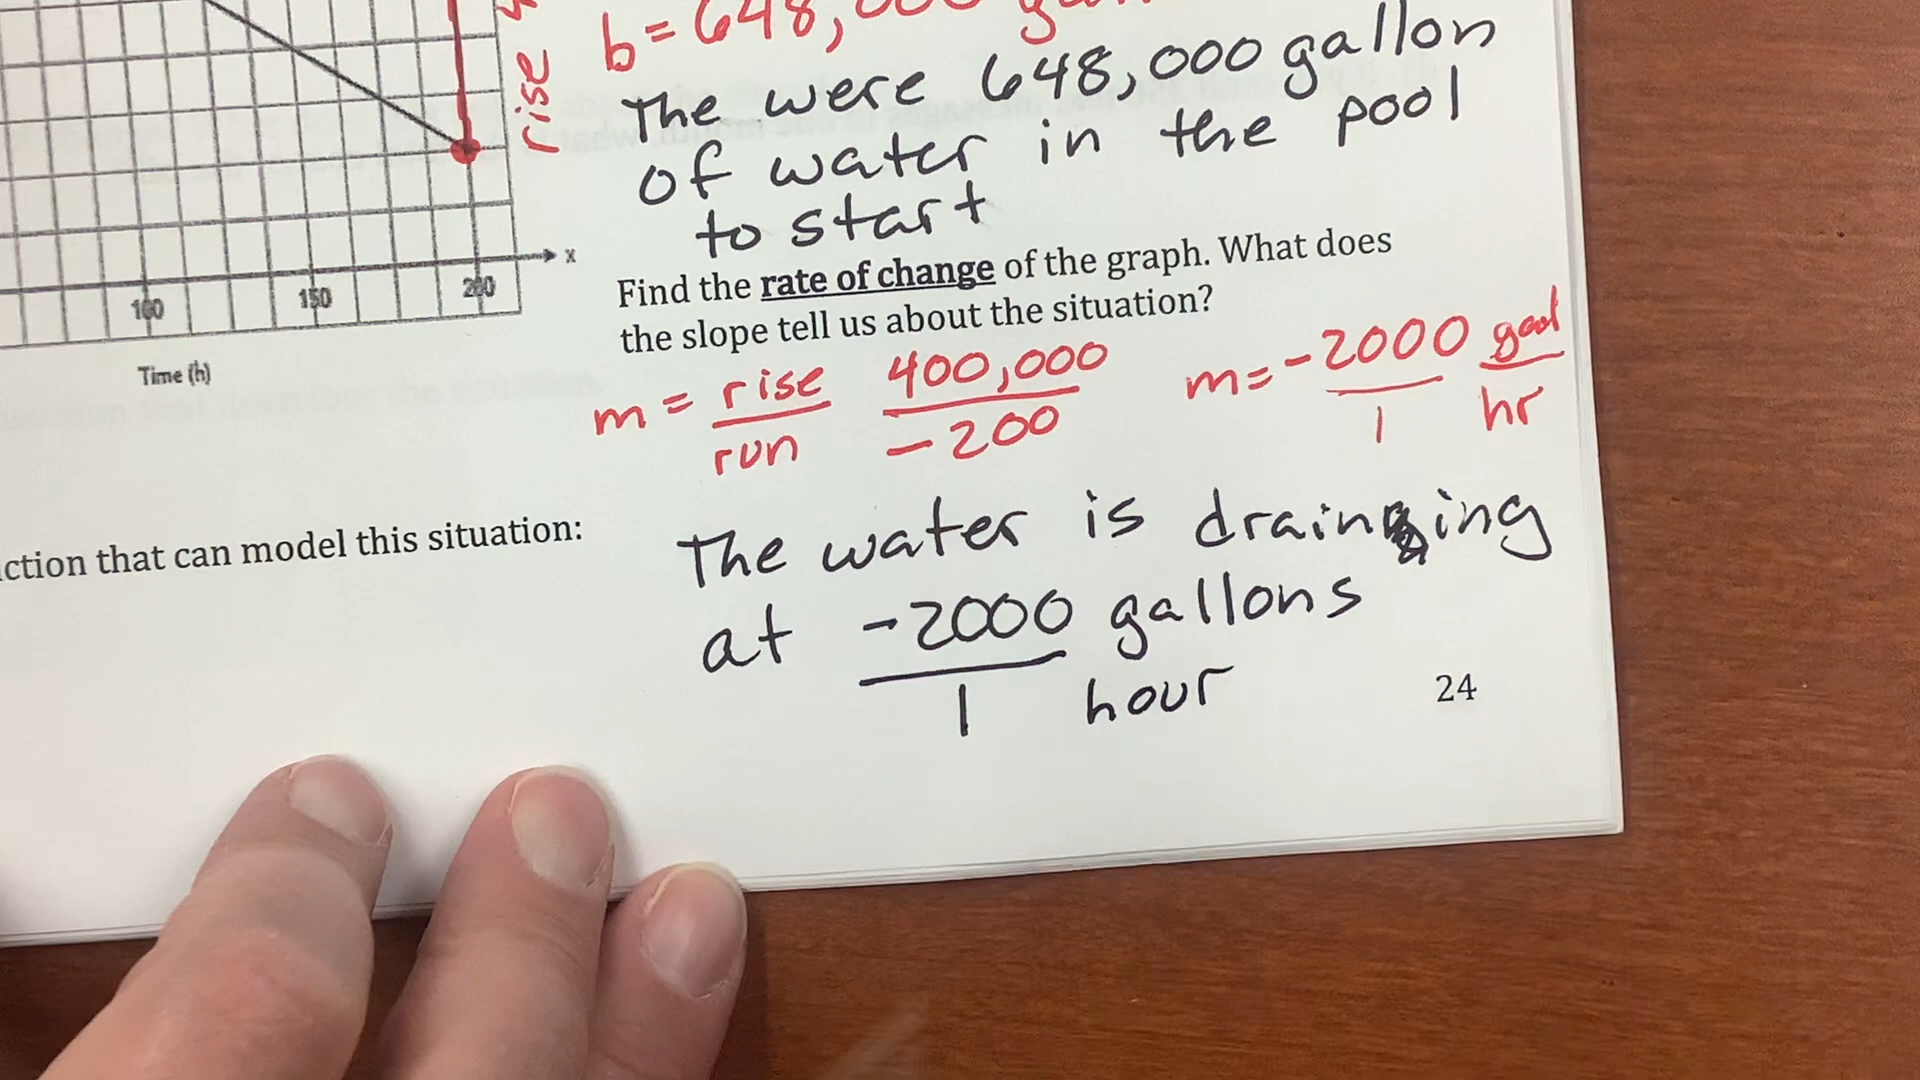 rise
b = 648,000
The were 648,000 gallon
of water in the pool
to start
x
100 150 200
Time (h)
Find the rate of change of the graph. What does
the slope tell us about the situation?
m = rise/run 400,000/-200 m = -2000/1 gal/hr
ction that can model this situation:
The water is draining
at -2000/1 gallons/hour
24